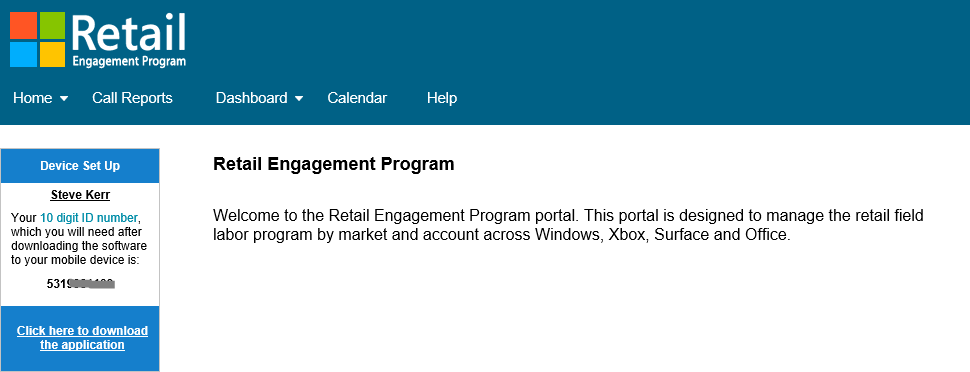 Retail
Engagement Program
Home Call Reports Dashboard Calendar Help
Device Set Up
Steve Kerr
Your 10 digit ID number,
which you will need after
downloading the software
to your mobile device is:
Click here to download
the application
Retail Engagement Program
Welcome to the Retail Engagement Program portal. This portal is designed to manage the retail field
labor program by market and account across Windows, Xbox, Surface and Office.